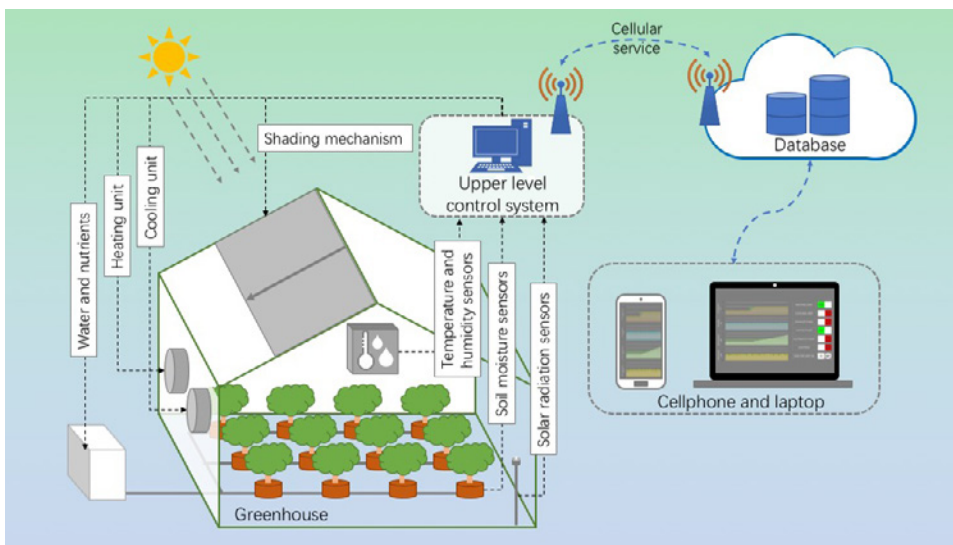 Cellular
service
Shading mechanism
Database
Upper level
control system
Water and nutrients
Heating unit
Cooling unit
Temperature and
humidity sensors
Soil moisture sensors
Solar radiation sensors
Cellphone and laptop
Greenhouse